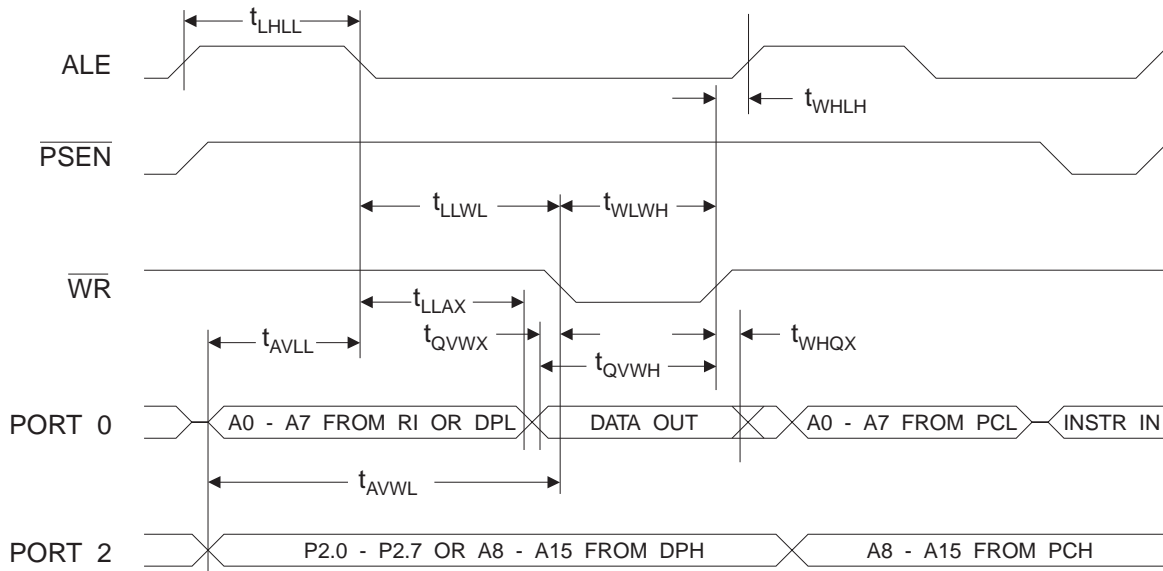 tLHLL
ALE
tWHLH
PSEN
tLLWL
tWLWH
WR
tLLAX
tQVWX
tWHQX
tAVLL
tQVWH
PORT 0
A0 - A7 FROM RI OR DPL
DATA OUT
A0 - A7 FROM PCL
INSTR IN
tAVWL
PORT 2
P2.0 - P2.7 OR A8 - A15 FROM DPH
A8 - A15 FROM PCH